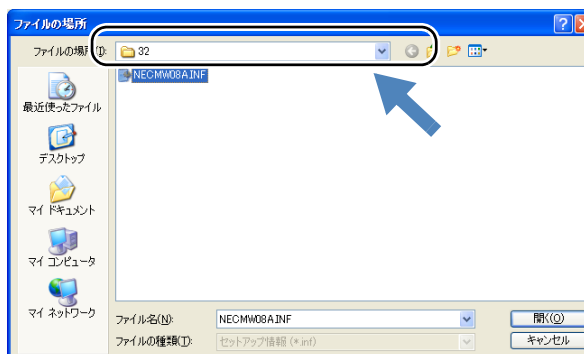 ファイルの場所
ファイルの場所(I): 32
NECMW08A.INF
最近使ったファイル
デスクトップ
マイ ドキュメント
マイ コンピュータ
マイ ネットワーク
ファイル名(N): NECMW08A.INF 開く(O)
ファイルの種類(T): セットアップ情報 (*.inf) キャンセル